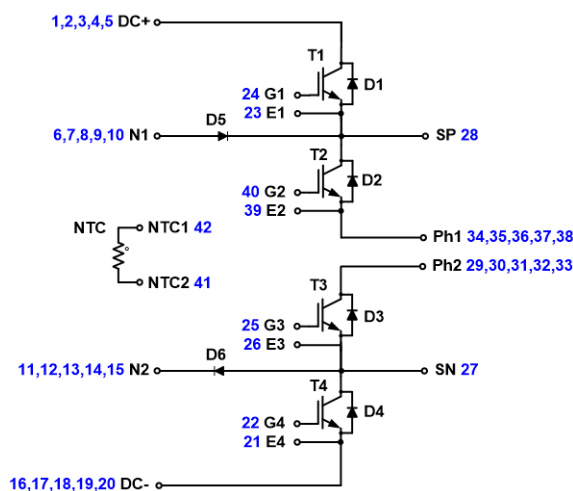 1,2,3,4,5 DC+
T1
D1
24 G1
23 E1
D5
6,7,8,9,10 N1
SP 28
T2
D2
40 G2
39 E2
NTC
NTC1 42
Ph1 34,35,36,37,38
Ph2 29,30,31,32,33
NTC2 41
T3
D3
25 G3
26 E3
D6
11,12,13,14,15 N2
SN 27
T4
D4
22 G4
21 E4
16,17,18,19,20 DC-